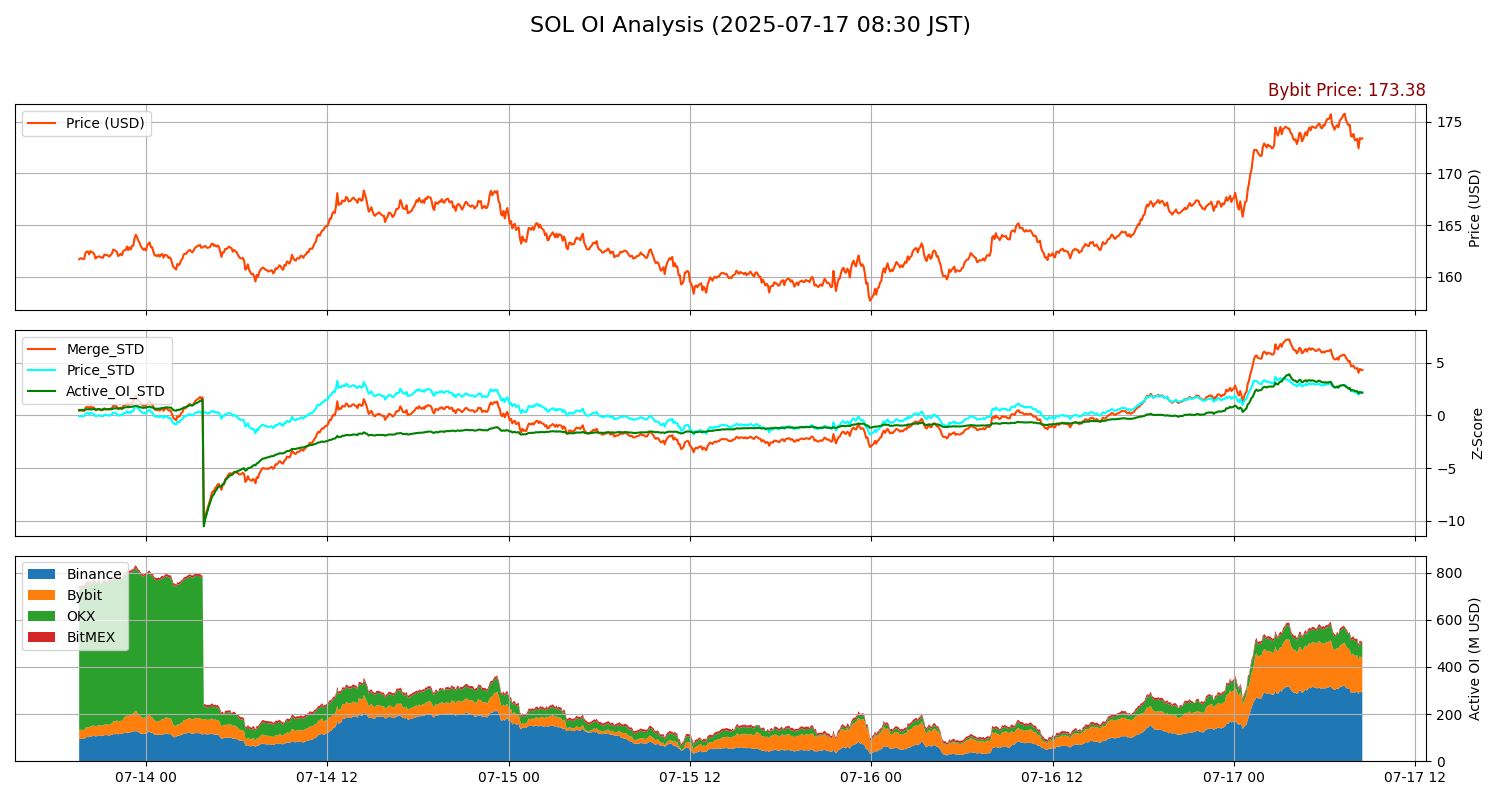 SOL OI Analysis (2025-07-17 08:30 JST)
Bybit Price: 173.38
Price (USD)
175
170
165
160
Price (USD)
Merge_STD
Price_STD
Active_OI_STD
5
0
−5
−10
Z-Score
Binance
Bybit
OKX
BitMEX
800
600
400
200
0
Active OI (M USD)
07-14 00
07-14 12
07-15 00
07-15 12
07-16 00
07-16 12
07-17 00
07-17 12